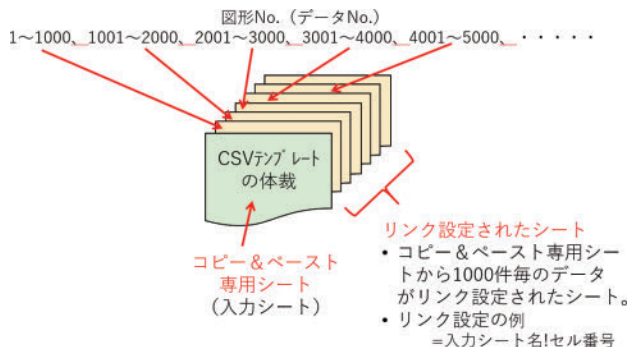 図形No.（データNo.）
1～1000、1001～2000、2001～3000、3001～4000、4001～5000、・・・・・
CSVﾃﾝﾌﾟﾚｰﾄ
の体裁
コピー＆ペースト
専用シート
（入力シート）
リンク設定されたシート
• コピー＆ペースト専用シー
トから1000件毎のデータ
がリンク設定されたシート。
• リンク設定の例
=入力シート名!セル番号